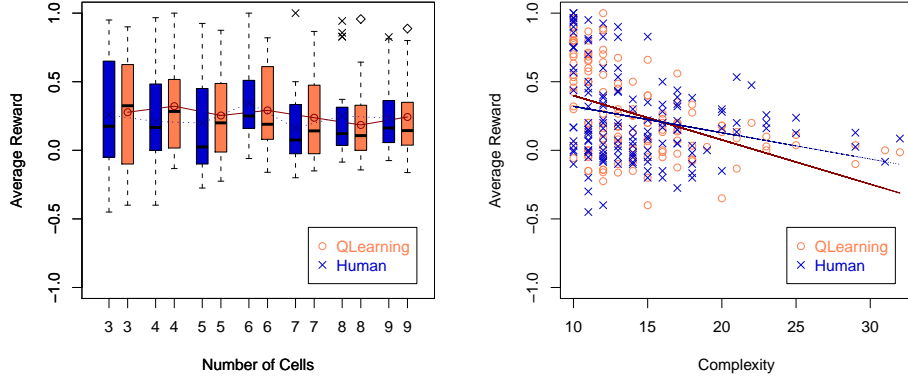 1.0
0.5
0.0
−0.5
−1.0
Average Reward
QLearning
Human
3 3 4 4 5 5 6 6 7 7 8 8 9 9
Number of Cells
1.0
0.5
0.0
−0.5
−1.0
Average Reward
QLearning
Human
10 15 20 25 30
Complexity